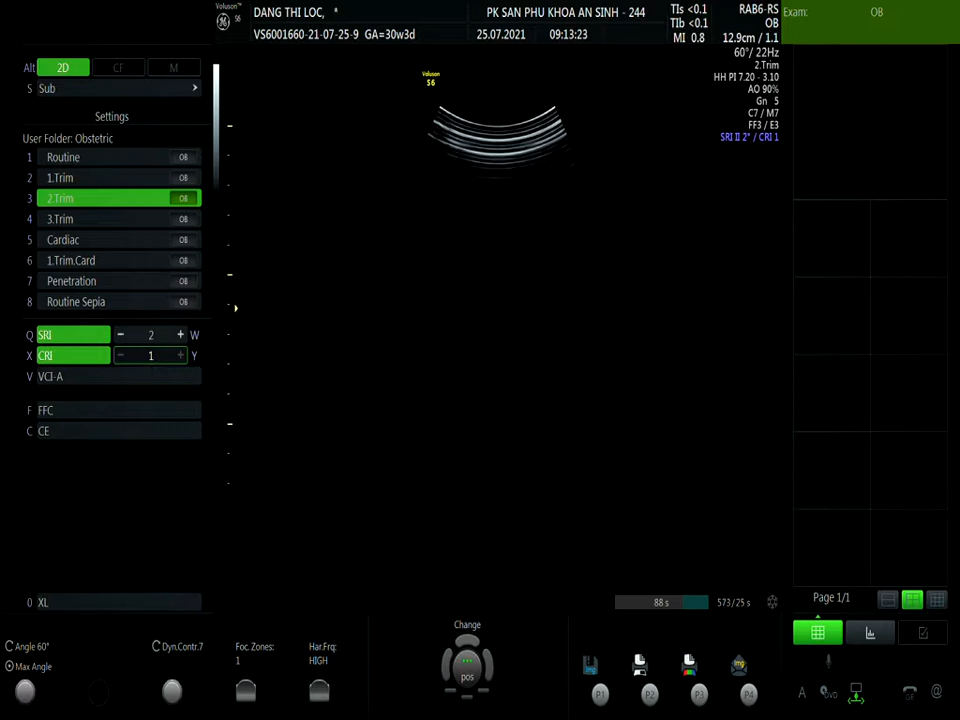 Voluson
S6
DANG THI LOC, *
PK SAN PHU KHOA AN SINH - 244
VS6001660-21-07-25-9 GA=30w3d
25.07.2021
09:13:23
TIs <0.1
TIb <0.1
MI 0.8
RAB6-RS
OB
12.9cm / 1.1
60°/ 22Hz
2.Trim
HH PI 7.20 - 3.10
AO 90%
Gn 5
C7 / M7
FF3 / E3
SRI II 2" / CRI 1
Exam: OB
Voluson
S6
Alt 2D CF M
S Sub >
Settings
User Folder: Obstetric
1 Routine OB
2 1.Trim OB
3 2.Trim OB
4 3.Trim OB
5 Cardiac OB
6 1.Trim.Card OB
7 Penetration OB
8 Routine Sepia OB
Q SRI - 2 + W
X CRI - 1 + Y
V VCI-A
F FFC
C CE
0 XL
88 s
573/25 s
Page 1/1
Angle 60°
Max Angle
Dyn.Contr.7
Foc. Zones:
1
Har.Frq:
HIGH
Change
pos
Img
P1 P2 P3 P4
A DVD @